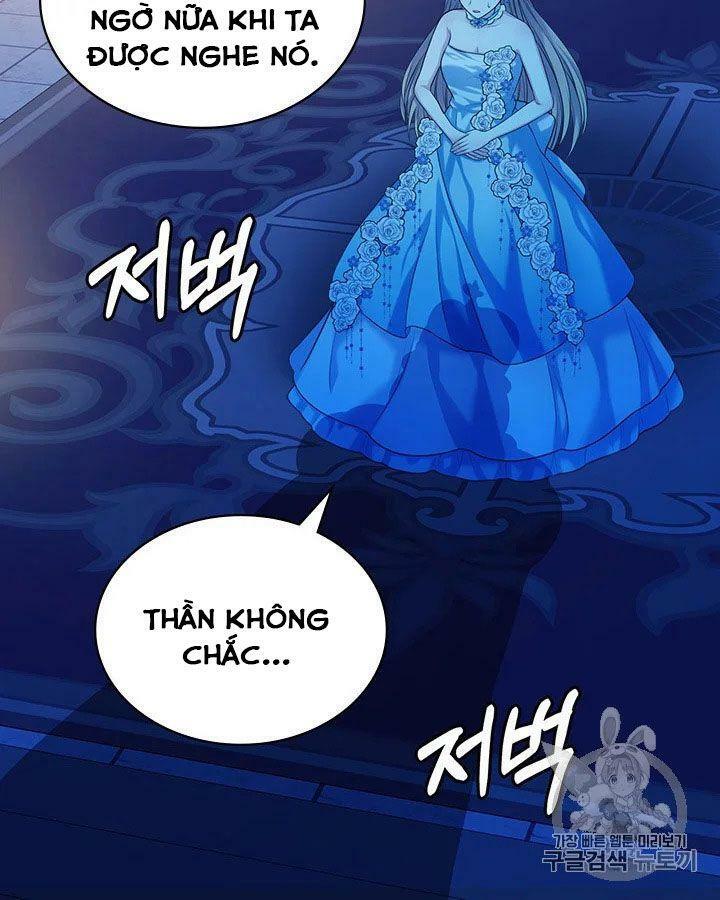 NGỜ NỮA KHI TA
ĐƯỢC NGHE NÓ.
저벅
THẦN KHÔNG
CHẮC...
저벅
가장 빠른 웹툰 미리보기
구글검색 뉴토끼